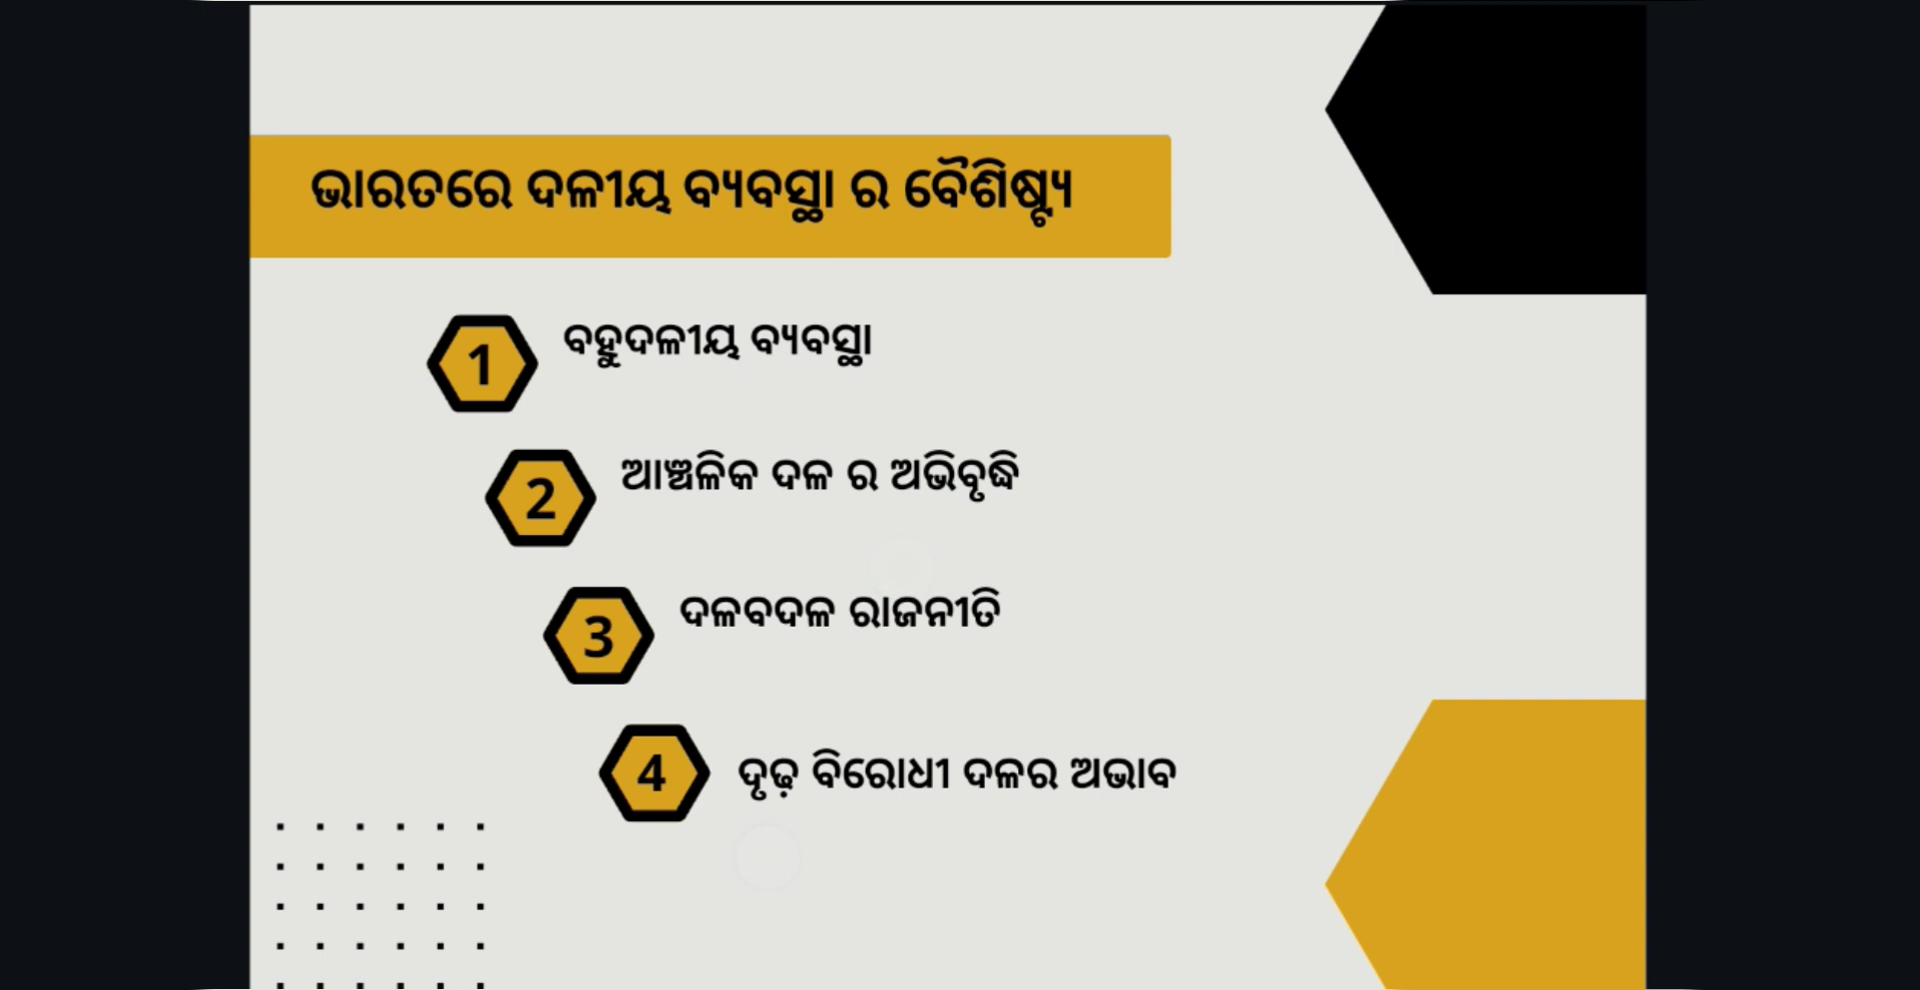 ଭାରତରେ ଦଳୀୟ ବ୍ୟବସ୍ଥା ର ବୈଶିଷ୍ଟ୍ୟ
1 ବହୁଦଳୀୟ ବ୍ୟବସ୍ଥା
2 ଆଞ୍ଚଳିକ ଦଳ ର ଅଭିବୃଦ୍ଧି
3 ଦଳବଦଳ ରାଜନୀତି
4 ଦୃଢ଼ ବିରୋଧୀ ଦଳର ଅଭାବ